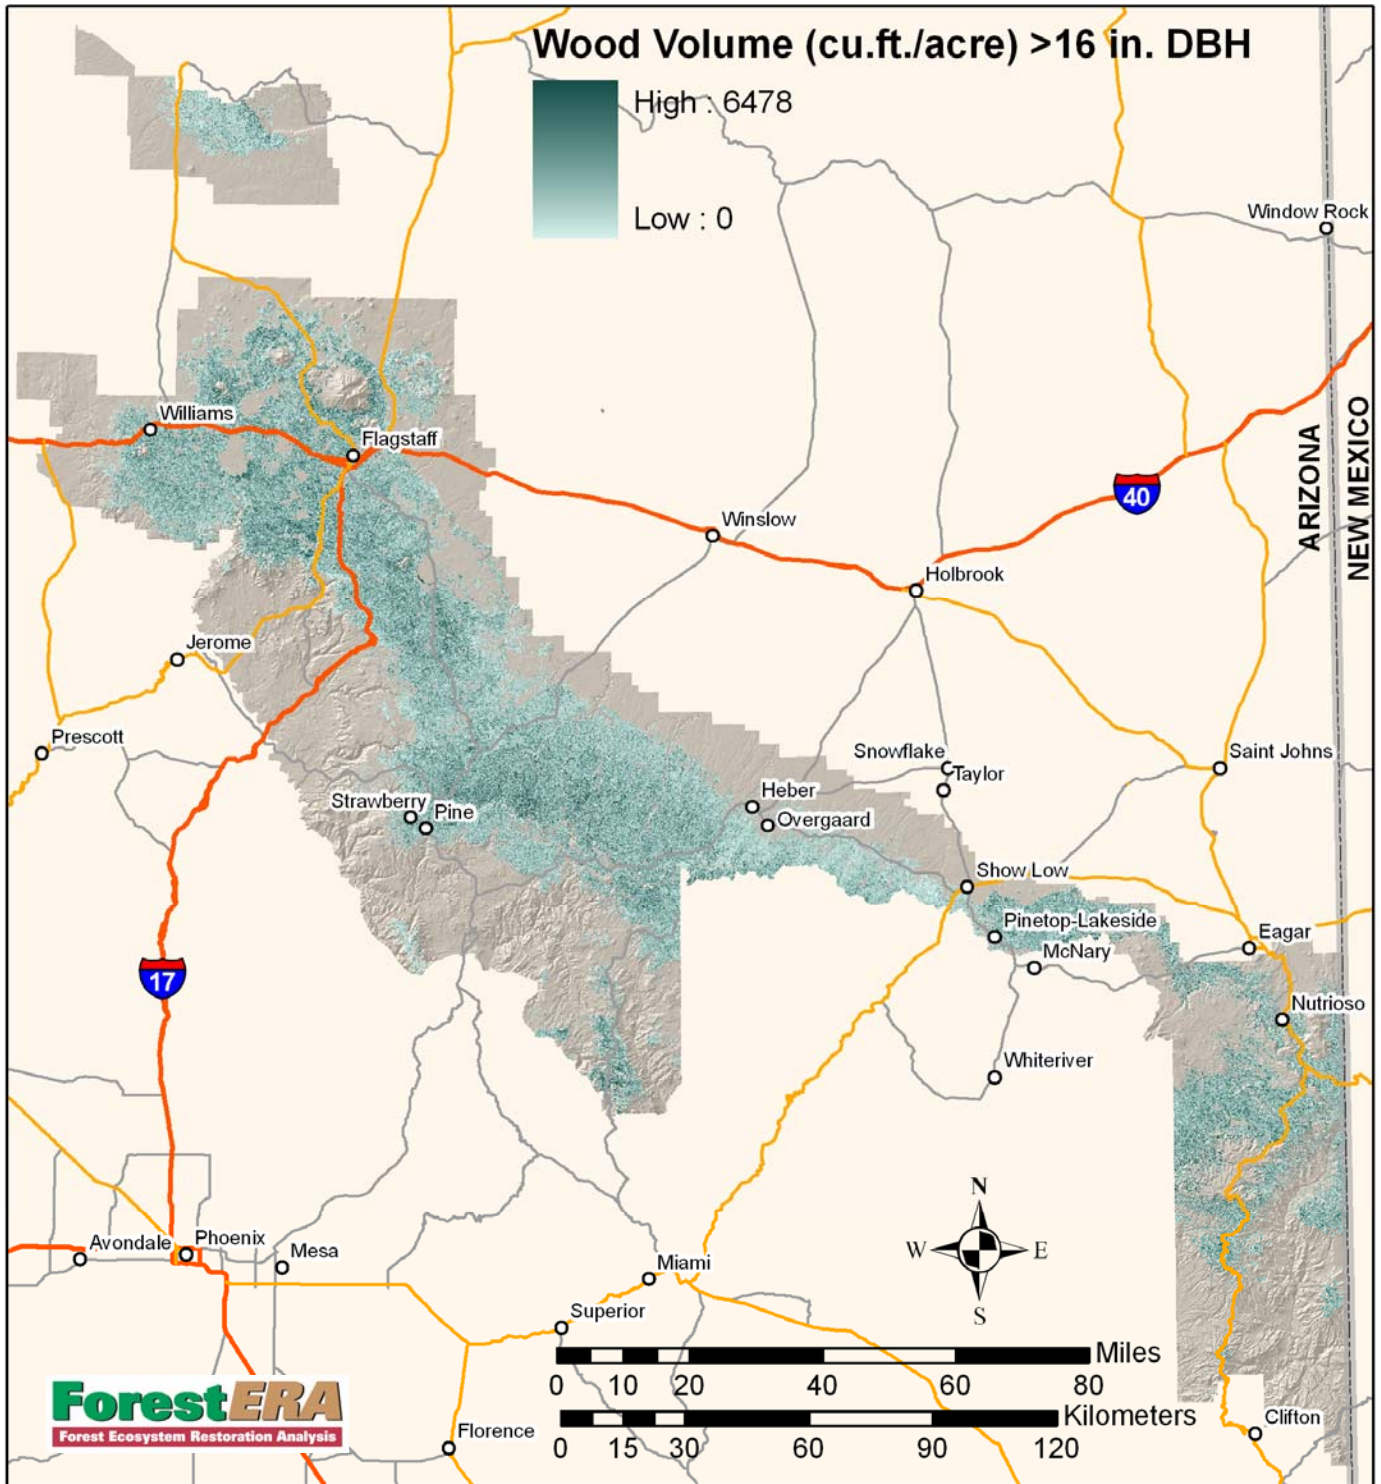 Wood Volume (cu.ft./acre) >16 in. DBH
High : 6478
Low : 0
Window Rock
Williams
Flagstaff
ARIZONA
NEW MEXICO
40
Winslow
Holbrook
Jerome
Prescott
Snowflake
Saint Johns
Taylor
Strawberry
Pine
Heber
Overgaard
Show Low
Pinetop-Lakeside
McNary
Eagar
17
Nutrioso
Whiteriver
N
W
E
S
Avondale
Phoenix
Mesa
Miami
Superior
Miles
0 10 20 40 60 80
Kilometers
0 15 30 60 90 120
ForestERA
Forest Ecosystem Restoration Analysis
Florence
Clifton